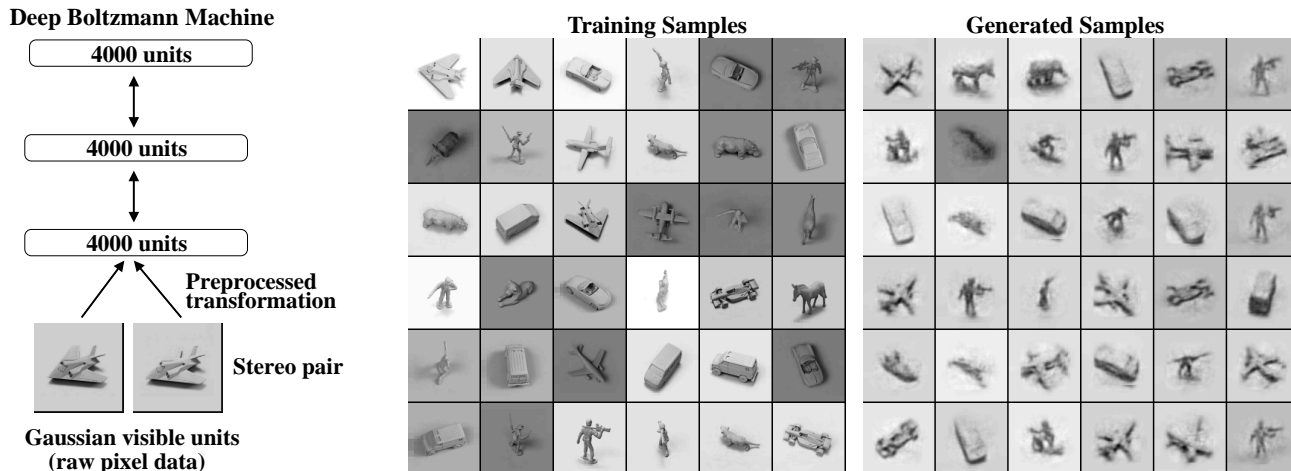 Deep Boltzmann Machine
4000 units
4000 units
4000 units
Preprocessed
transformation
Stereo pair
Gaussian visible units
(raw pixel data)
Training Samples
Generated Samples